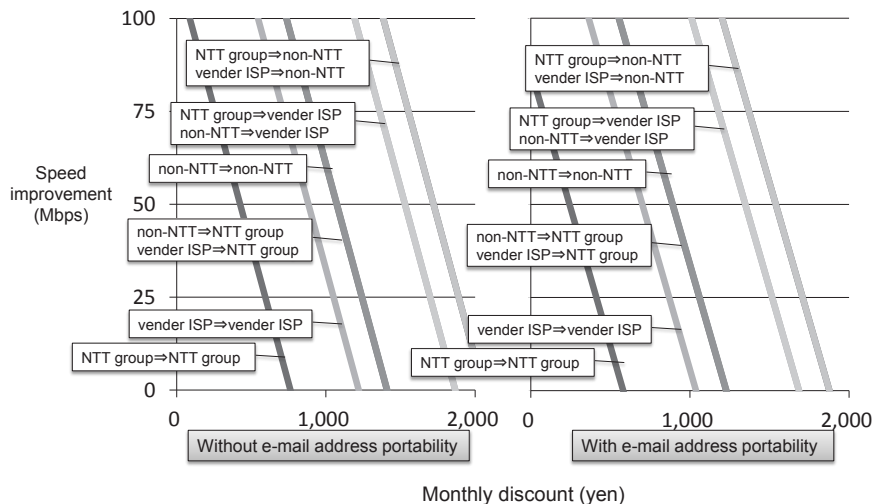 Speed
improvement
(Mbps)
100
75
50
25
0
NTT group⇒non-NTT
vender ISP⇒non-NTT
NTT group⇒vender ISP
non-NTT⇒vender ISP
non-NTT⇒non-NTT
non-NTT⇒NTT group
vender ISP⇒NTT group
vender ISP⇒vender ISP
NTT group⇒NTT group
0
1,000
2,000
Without e-mail address portability
NTT group⇒non-NTT
vender ISP⇒non-NTT
NTT group⇒vender ISP
non-NTT⇒vender ISP
non-NTT⇒non-NTT
non-NTT⇒NTT group
vender ISP⇒NTT group
vender ISP⇒vender ISP
NTT group⇒NTT group
0
1,000
2,000
With e-mail address portability
Monthly discount (yen)